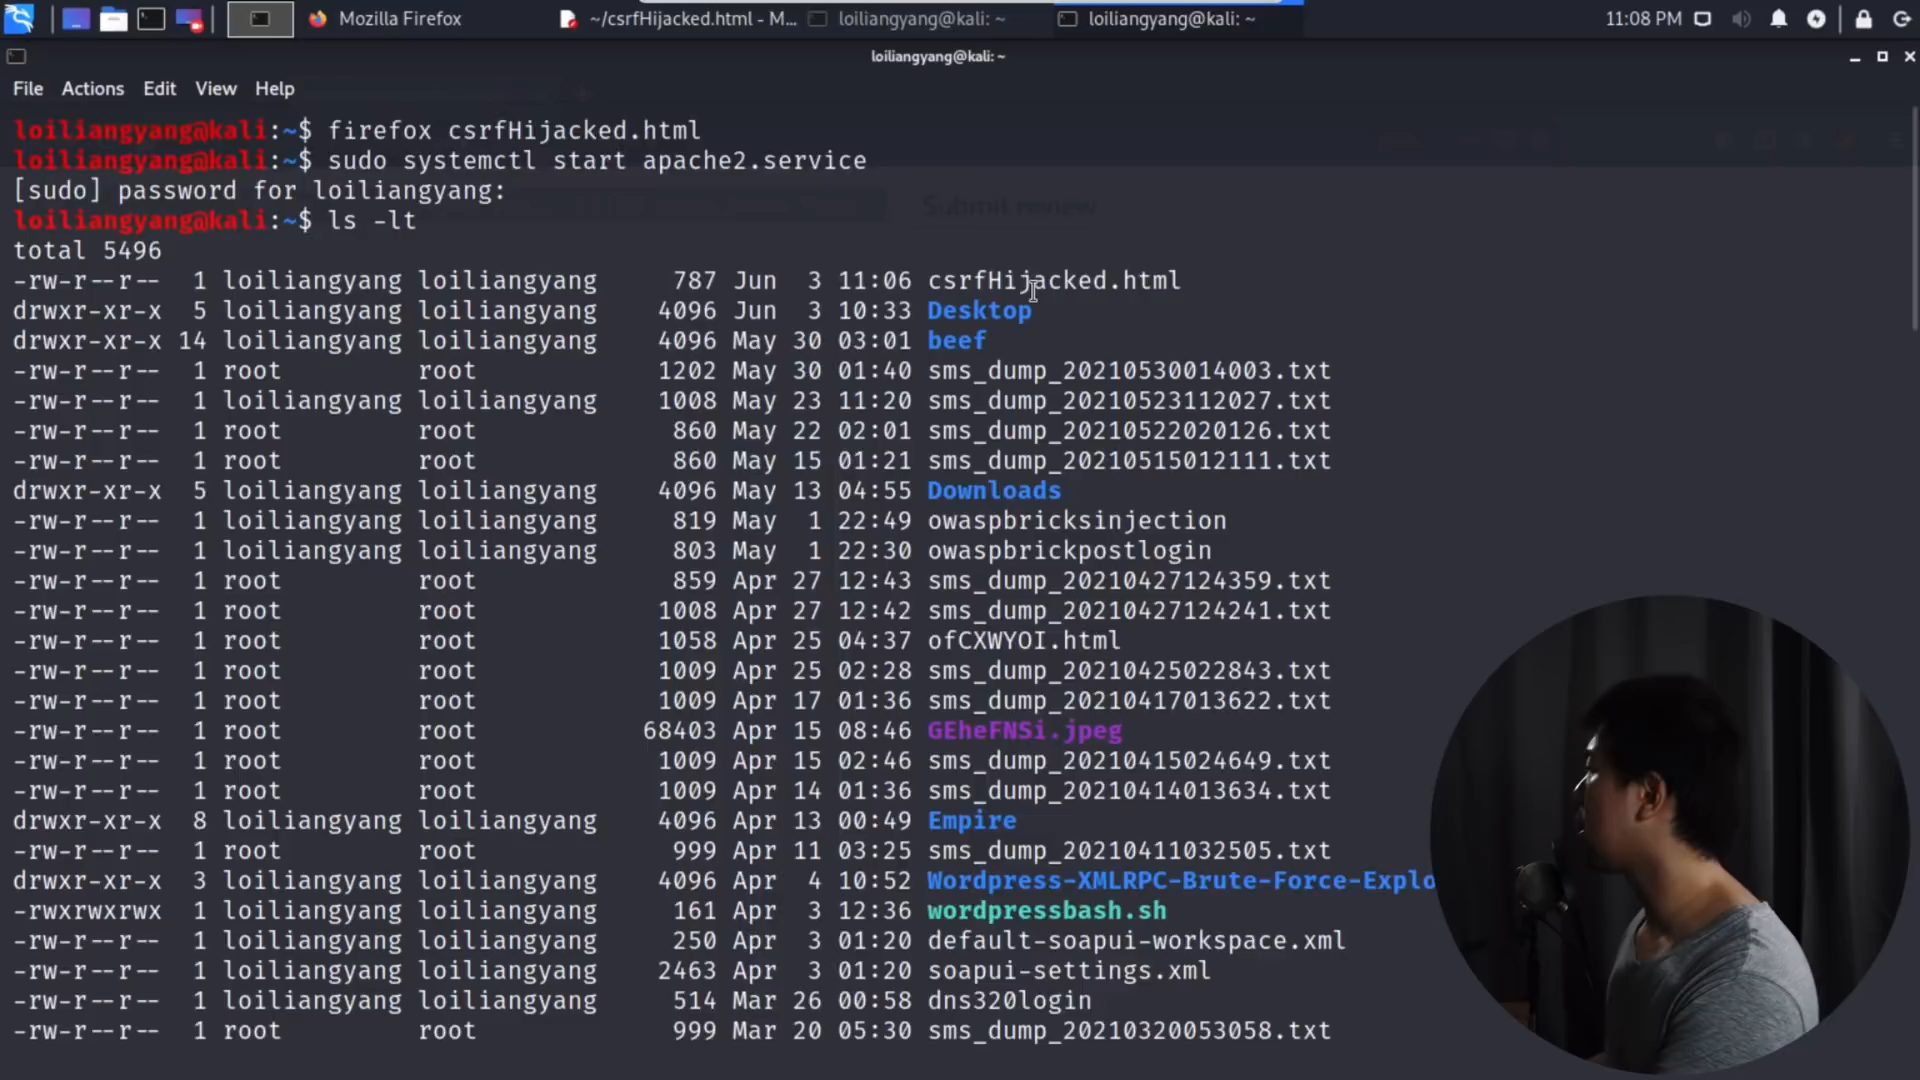 Mozilla Firefox
~/csrfHijacked.html - M...
loiliangyang@kali: ~
loiliangyang@kali: ~
11:08 PM
loiliangyang@kali: ~
File Actions Edit View Help
loiliangyang@kali:~$ firefox csrfHijacked.html
loiliangyang@kali:~$ sudo systemctl start apache2.service
[sudo] password for loiliangyang:
Submit review
loiliangyang@kali:~$ ls -lt
total 5496
-rw-r--r-- 1 loiliangyang loiliangyang 787 Jun 3 11:06 csrfHijacked.html
drwxr-xr-x 5 loiliangyang loiliangyang 4096 Jun 3 10:33 Desktop
drwxr-xr-x 14 loiliangyang loiliangyang 4096 May 30 03:01 beef
-rw-r--r-- 1 root root 1202 May 30 01:40 sms_dump_20210530014003.txt
-rw-r--r-- 1 loiliangyang loiliangyang 1008 May 23 11:20 sms_dump_20210523112027.txt
-rw-r--r-- 1 root root 860 May 22 02:01 sms_dump_20210522020126.txt
-rw-r--r-- 1 root root 860 May 15 01:21 sms_dump_20210515012111.txt
drwxr-xr-x 5 loiliangyang loiliangyang 4096 May 13 04:55 Downloads
-rw-r--r-- 1 loiliangyang loiliangyang 819 May 1 22:49 owaspbricksinjection
-rw-r--r-- 1 loiliangyang loiliangyang 803 May 1 22:30 owaspbrickpostlogin
-rw-r--r-- 1 root root 859 Apr 27 12:43 sms_dump_20210427124359.txt
-rw-r--r-- 1 root root 1008 Apr 27 12:42 sms_dump_20210427124241.txt
-rw-r--r-- 1 root root 1058 Apr 25 04:37 ofCXWYOI.html
-rw-r--r-- 1 root root 1009 Apr 25 02:28 sms_dump_20210425022843.txt
-rw-r--r-- 1 root root 1009 Apr 17 01:36 sms_dump_20210417013622.txt
-rw-r--r-- 1 root root 68403 Apr 15 08:46 GEheFNSi.jpeg
-rw-r--r-- 1 root root 1009 Apr 15 02:46 sms_dump_20210415024649.txt
-rw-r--r-- 1 root root 1009 Apr 14 01:36 sms_dump_20210414013634.txt
drwxr-xr-x 8 loiliangyang loiliangyang 4096 Apr 13 00:49 Empire
-rw-r--r-- 1 root root 999 Apr 11 03:25 sms_dump_20210411032505.txt
drwxr-xr-x 3 loiliangyang loiliangyang 4096 Apr 4 10:52 Wordpress-XMLRPC-Brute-Force-Explo
-rwxrwxrwx 1 loiliangyang loiliangyang 161 Apr 3 12:36 wordpressbash.sh
-rw-r--r-- 1 loiliangyang loiliangyang 250 Apr 3 01:20 default-soapui-workspace.xml
-rw-r--r-- 1 loiliangyang loiliangyang 2463 Apr 3 01:20 soapui-settings.xml
-rw-r--r-- 1 loiliangyang loiliangyang 514 Mar 26 00:58 dns320login
-rw-r--r-- 1 root root 999 Mar 20 05:30 sms_dump_20210320053058.txt